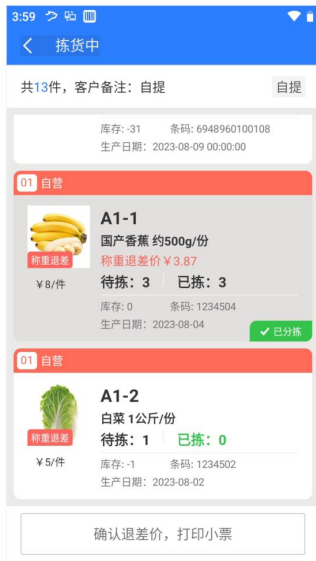 3:59
拣货中
共13件，客户备注：自提
自提
库存: -31 条码: 6948960100108
生产日期：2023-08-09 00:00:00
01 自营
A1-1
国产香蕉 约500g/份
称重退差
称重退差价￥3.87
￥8/件
待拣：3 已拣：3
库存: 0 条码: 1234504
生产日期：2023-08-04
已分拣
01 自营
A1-2
白菜 1公斤/份
称重退差
待拣：1 已拣：0
￥5/件
库存: -1 条码: 1234502
生产日期：2023-08-02
确认退差价，打印小票